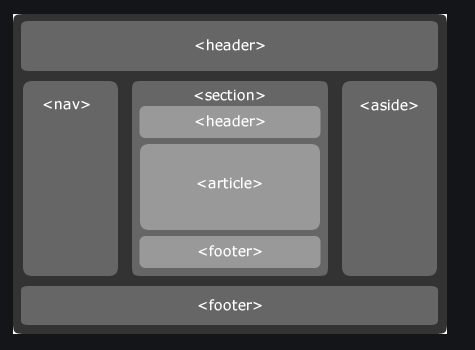 <header>
<nav>
<section>
<header>
<article>
<footer>
<aside>
<footer>